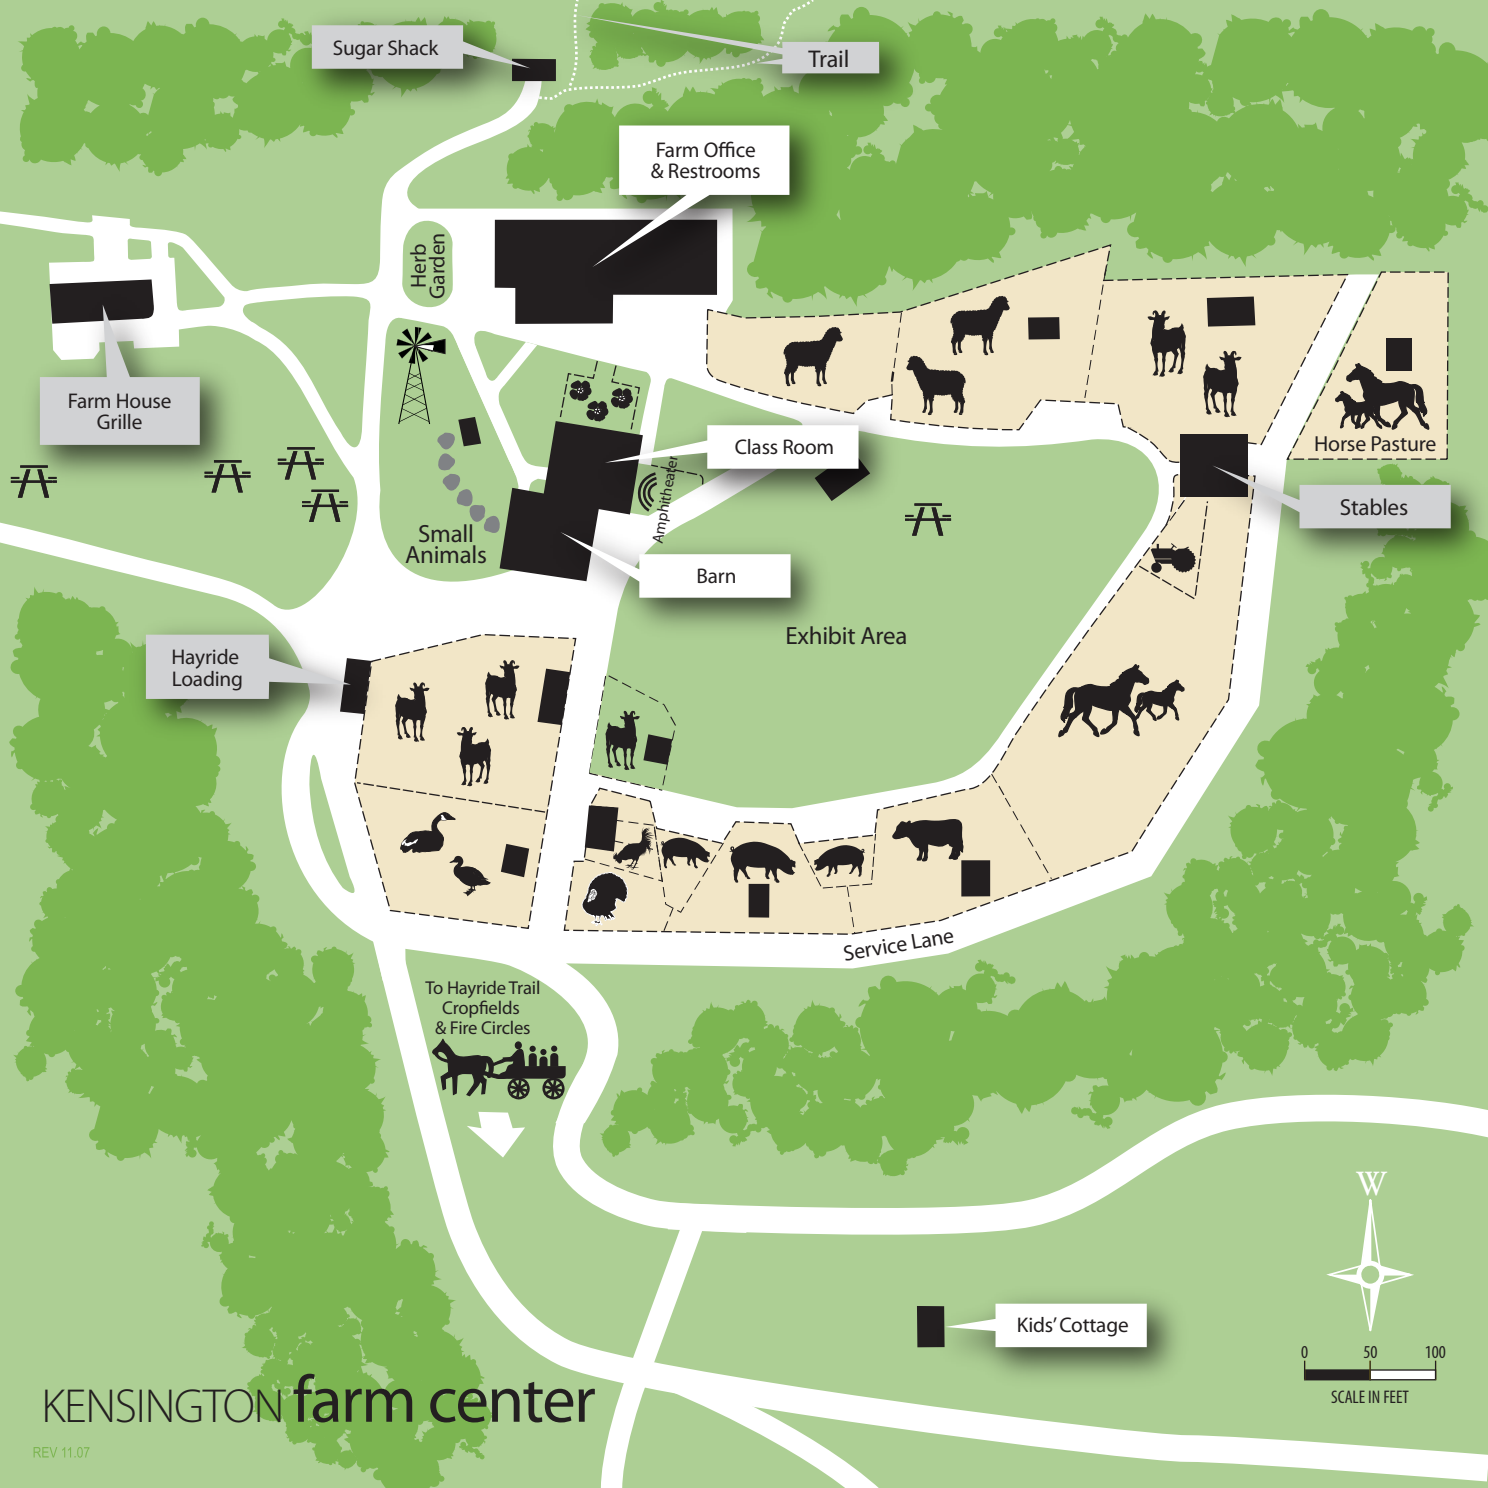 Sugar Shack
Trail
Farm Office
& Restrooms
Herb
Garden
Farm House
Grille
Class Room
Horse Pasture
Stables
Amphitheater
Small
Animals
Barn
Exhibit Area
Hayride
Loading
Service Lane
To Hayride Trail
Cropfields
& Fire Circles
W
Kids' Cottage
0 50 100
SCALE IN FEET
KENSINGTON farm center
REV 11.07